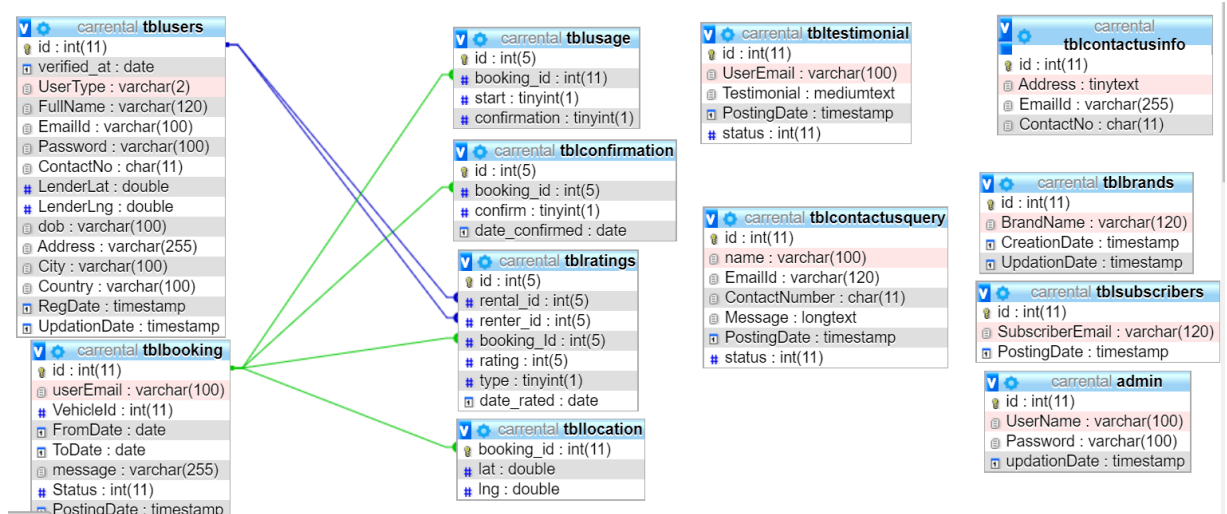 carrental tblusers
id : int(11)
verified_at : date
UserType : varchar(2)
FullName : varchar(120)
EmailId : varchar(100)
Password : varchar(100)
ContactNo : char(11)
LenderLat : double
LenderLng : double
dob : varchar(100)
Address : varchar(255)
City : varchar(100)
Country : varchar(100)
RegDate : timestamp
UpdationDate : timestamp
carrental tblbooking
id : int(11)
userEmail : varchar(100)
VehicleId : int(11)
FromDate : date
ToDate : date
message : varchar(255)
Status : int(11)
PostingDate : timestamp
carrental tblusage
id : int(5)
booking_id : int(11)
start : tinyint(1)
confirmation : tinyint(1)
carrental tblconfirmation
id : int(5)
booking_id : int(5)
confirm : tinyint(1)
date_confirmed : date
carrental tblratings
id : int(5)
rental_id : int(5)
renter_id : int(5)
booking_Id : int(5)
rating : int(5)
type : tinyint(1)
date_rated : date
carrental tbllocation
booking_id : int(11)
lat : double
lng : double
carrental tbltestimonial
id : int(11)
UserEmail : varchar(100)
Testimonial : mediumtext
PostingDate : timestamp
status : int(11)
carrental tblcontactusquery
id : int(11)
name : varchar(100)
EmailId : varchar(120)
ContactNumber : char(11)
Message : longtext
PostingDate : timestamp
status : int(11)
carrental
tblcontactusinfo
id : int(11)
Address : tinytext
EmailId : varchar(255)
ContactNo : char(11)
carrental tblbrands
id : int(11)
BrandName : varchar(120)
CreationDate : timestamp
UpdationDate : timestamp
carrental tblsubscribers
id : int(11)
SubscriberEmail : varchar(120)
PostingDate : timestamp
carrental admin
id : int(11)
UserName : varchar(100)
Password : varchar(100)
updationDate : timestamp